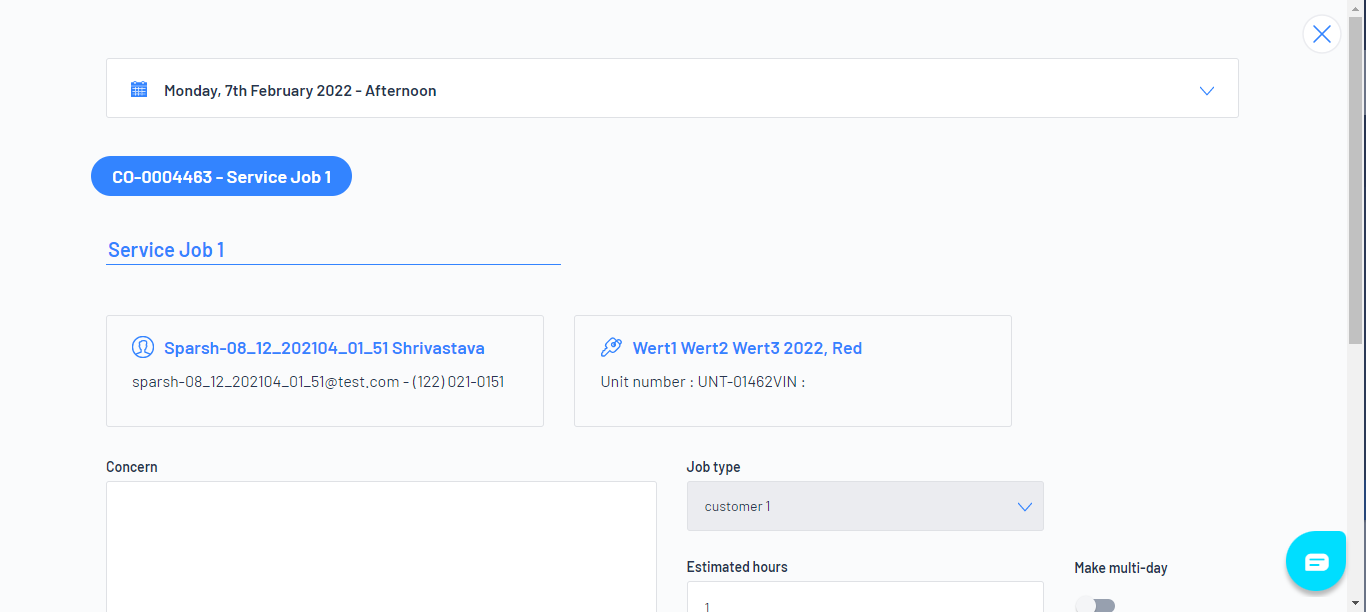 Monday, 7th February 2022 - Afternoon
CO-0004463 - Service Job 1
Service Job 1
Sparsh-08_12_202104_01_51 Shrivastava
sparsh-08_12_202104_01_51@test.com - (122) 021-0151
Wert1 Wert2 Wert3 2022, Red
Unit number : UNT-01462VIN :
Concern
Job type
customer 1
Estimated hours
Make multi-day
1